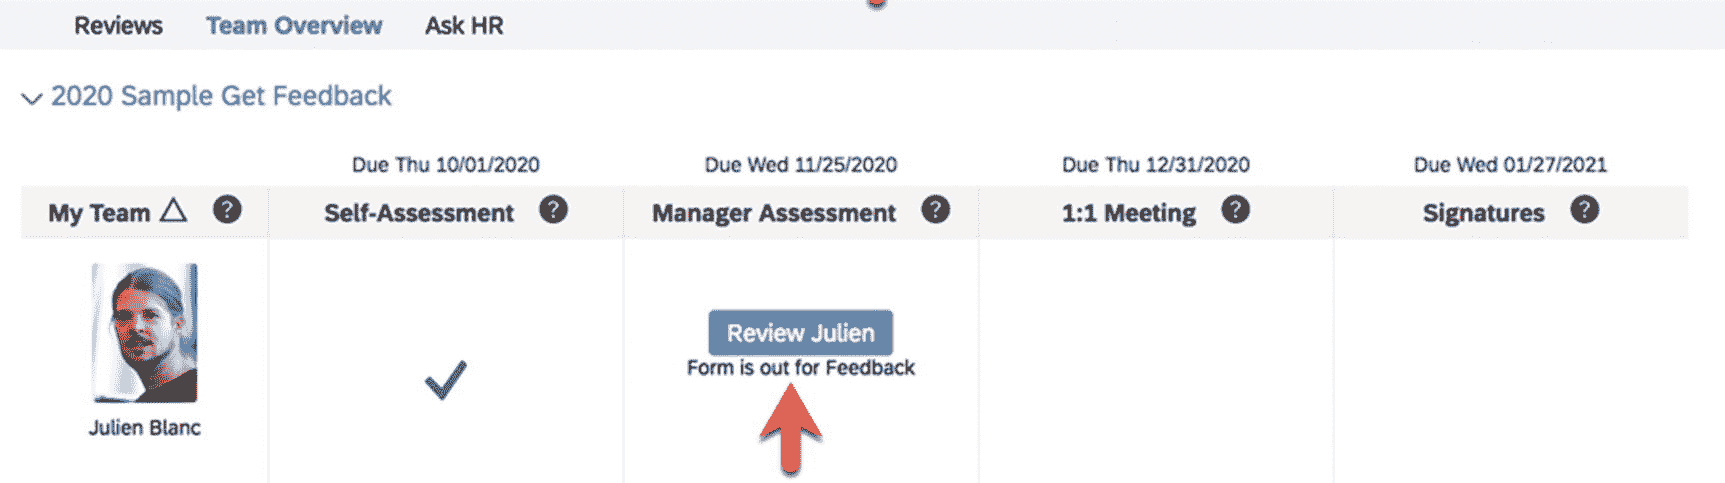 Reviews Team Overview Ask HR
2020 Sample Get Feedback
Due Thu 10/01/2020 Due Wed 11/25/2020 Due Thu 12/31/2020 Due Wed 01/27/2021
My Team ? Self-Assessment ? Manager Assessment ? 1:1 Meeting ? Signatures ?
Review Julien
Form is out for Feedback
Julien Blanc